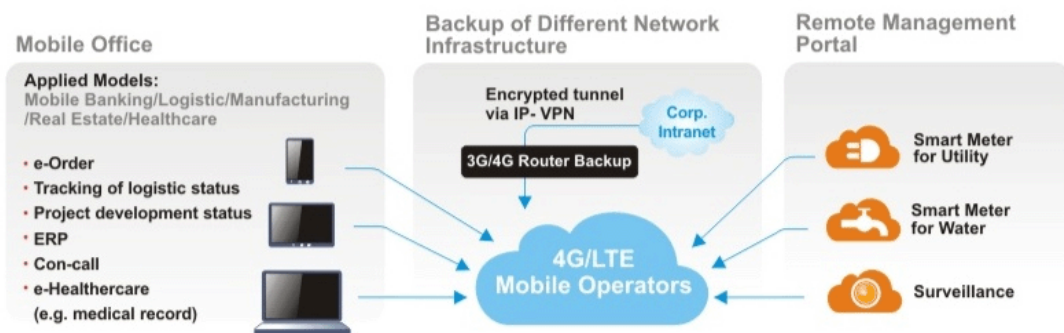 Mobile Office
Applied Models:
Mobile Banking/Logistic/Manufacturing
/Real Estate/Healthcare
• e-Order
• Tracking of logistic status
• Project development status
• ERP
• Con-call
• e-Healthercare
(e.g. medical record)
Backup of Different Network
Infrastructure
Encrypted tunnel
via IP- VPN
Corp.
Intranet
3G/4G Router Backup
4G/LTE
Mobile Operators
Remote Management
Portal
Smart Meter
for Utility
Smart Meter
for Water
Surveillance